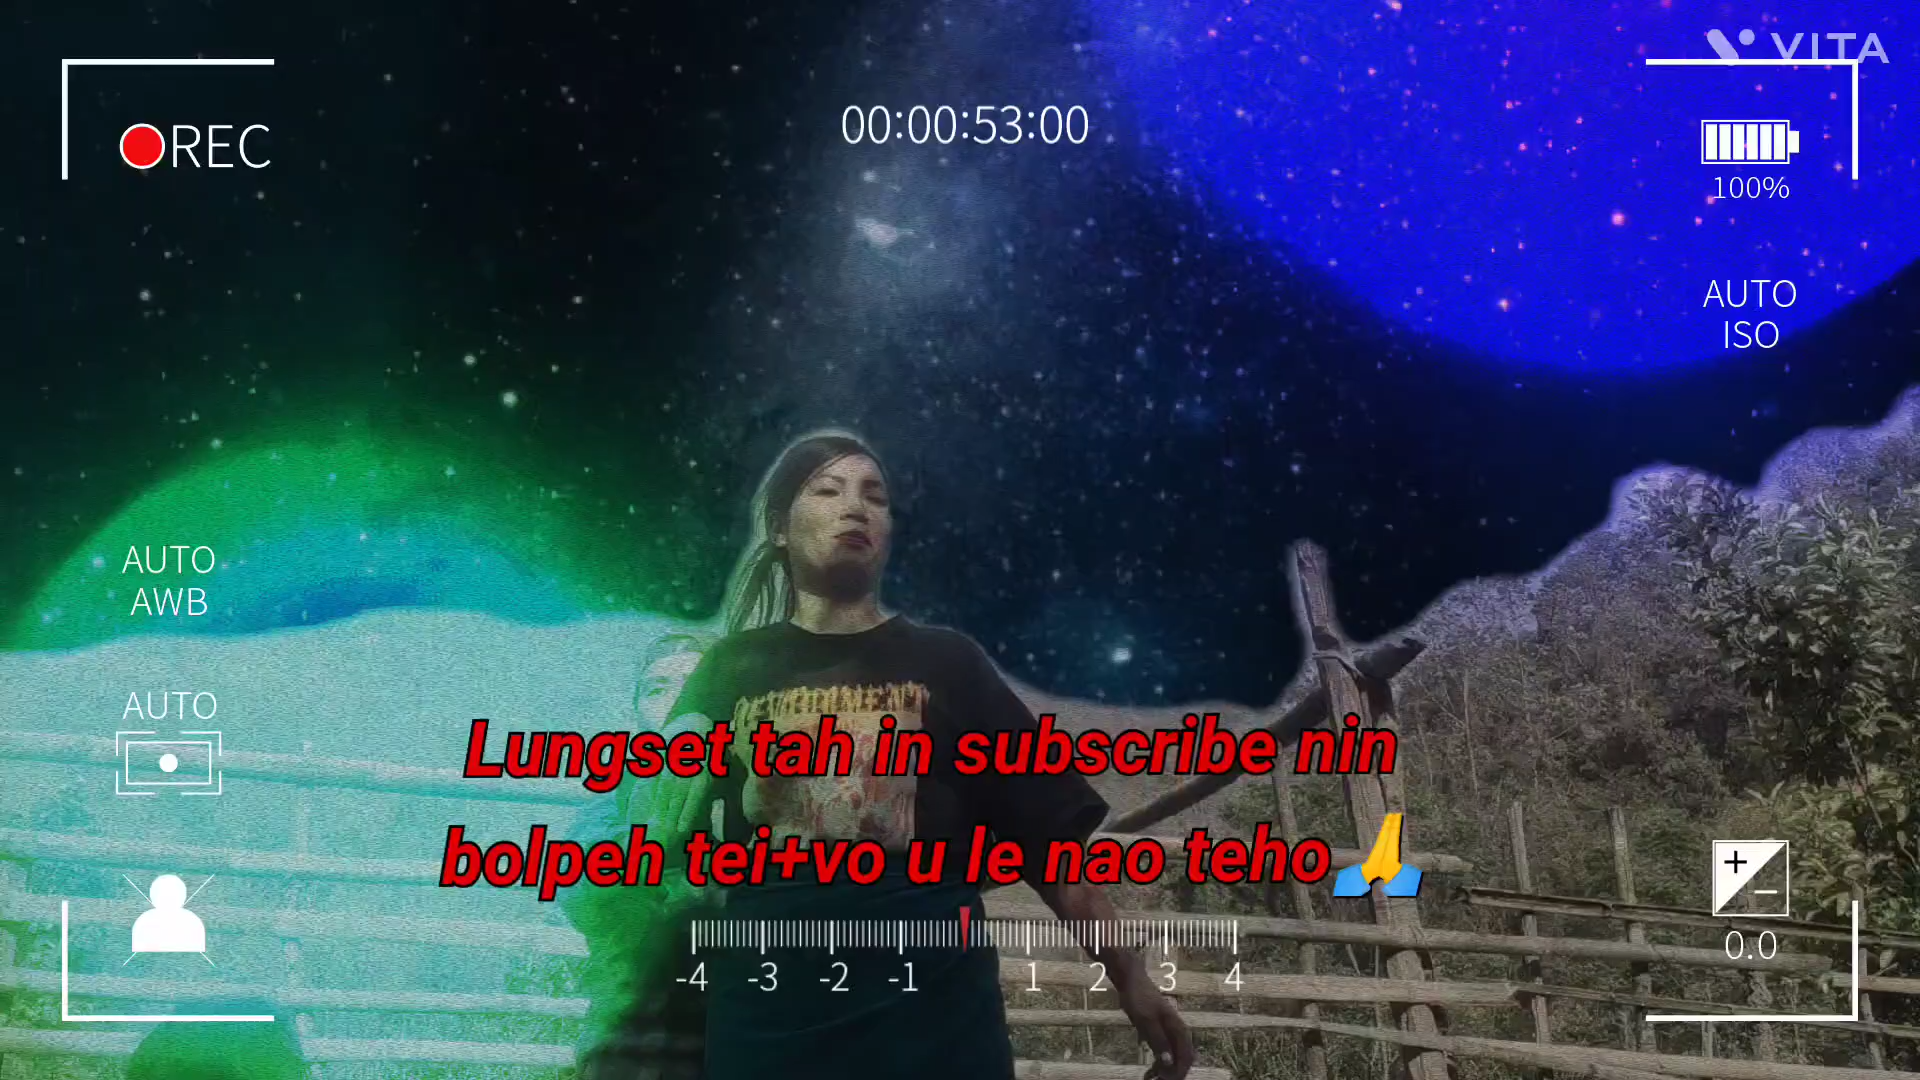 VITA
REC
00:00:53:00
100%
AUTO
ISO
AUTO
AWB
AUTO
Lungset tah in subscribe nin
bolpeh tei+vo u le nao teho🙏
-4 -3 -2 -1 1 2 3 4
0.0